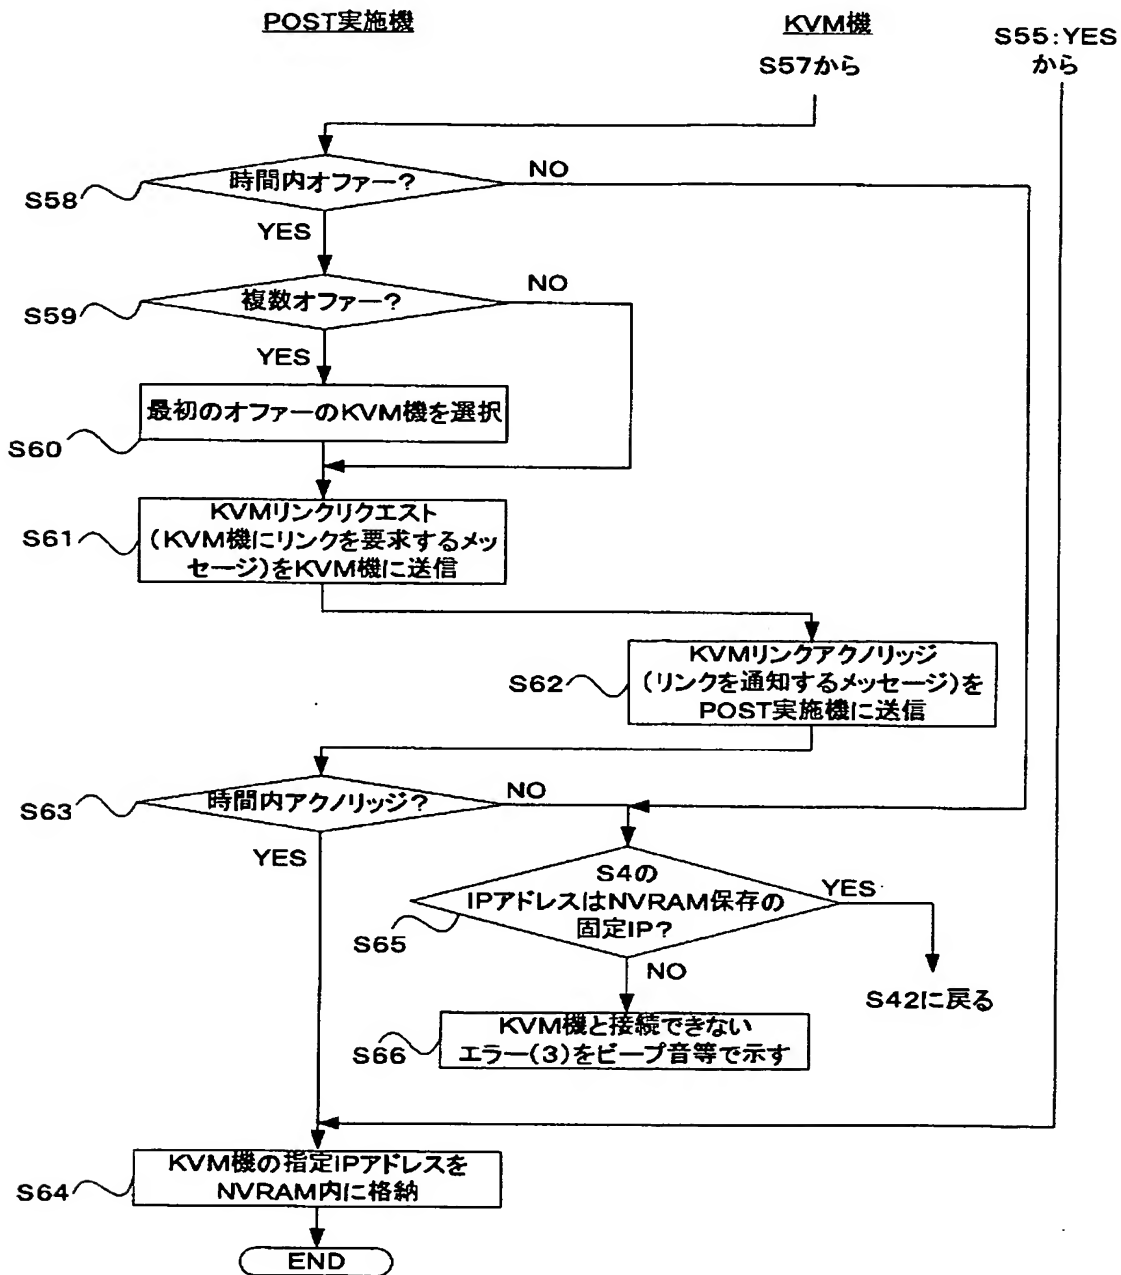 POST実施機
KVM機
S55:YES
から
S57から
時間内オファー?
NO
S58
YES
複数オファー?
NO
S59
YES
最初のオファーのKVM機を選択
S60
KVMリンクリクエスト
(KVM機にリンクを要求するメッ
セージ)をKVM機に送信
S61
KVMリンクアクノリッジ
(リンクを通知するメッセージ)を
POST実施機に送信
S62
時間内アクノリッジ?
NO
S63
YES
S4の
IPアドレスはNVRAM保存の
固定IP?
YES
S65
NO
S42に戻る
KVM機と接続できない
エラー(3)をビープ音等で示す
S66
KVM機の指定IPアドレスを
NVRAM内に格納
S64
END